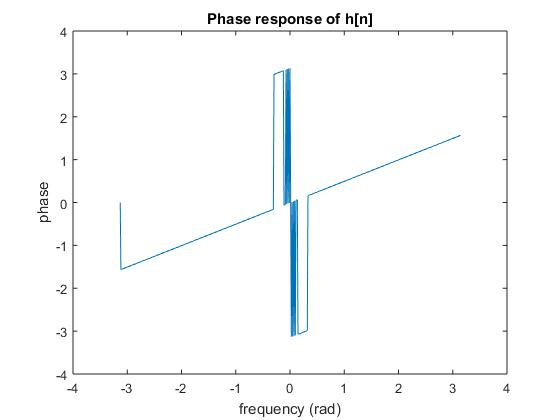 Phase response of h[n]
4
3
2
1
0
-1
-2
-3
-4
phase
-4 -3 -2 -1 0 1 2 3 4
frequency (rad)